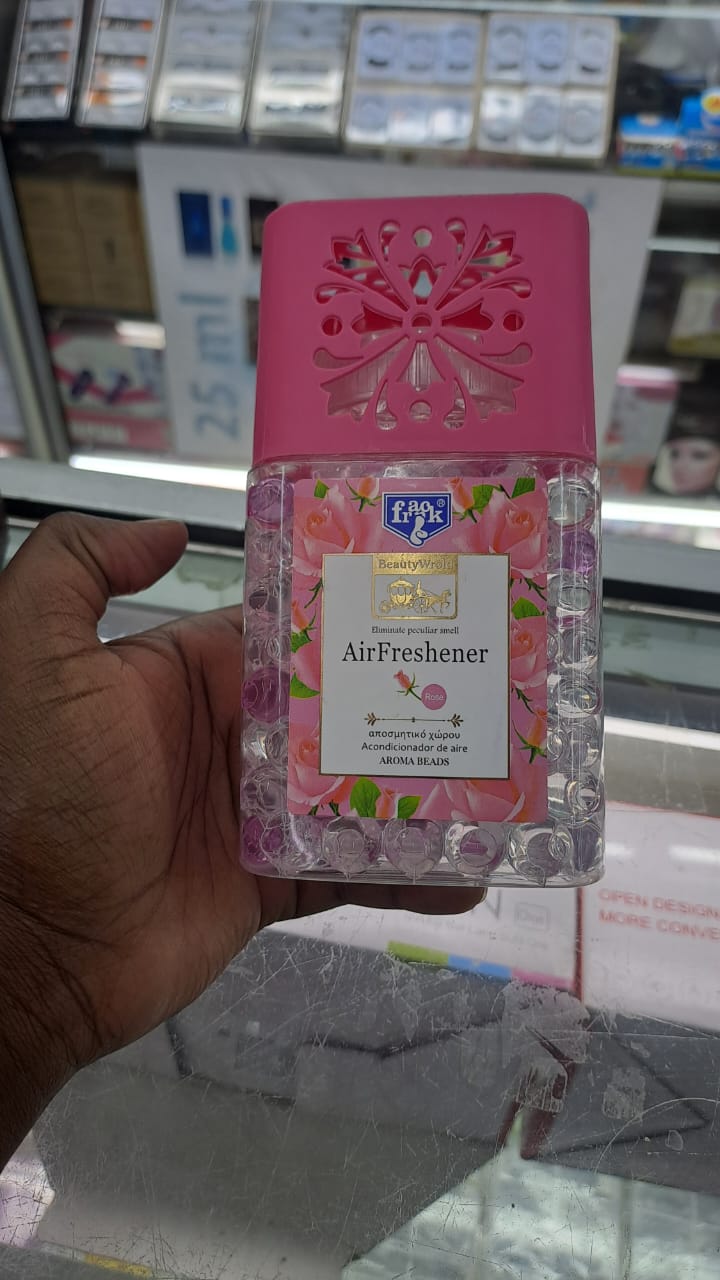 25 ml
fraok®
BeautyWrold
Eliminate peculiar smell
AirFreshener
Rose
αποσμητικό χώρου
Acondicionador de aire
AROMA BEADS
OPEN DESIGN
MORE CONVE